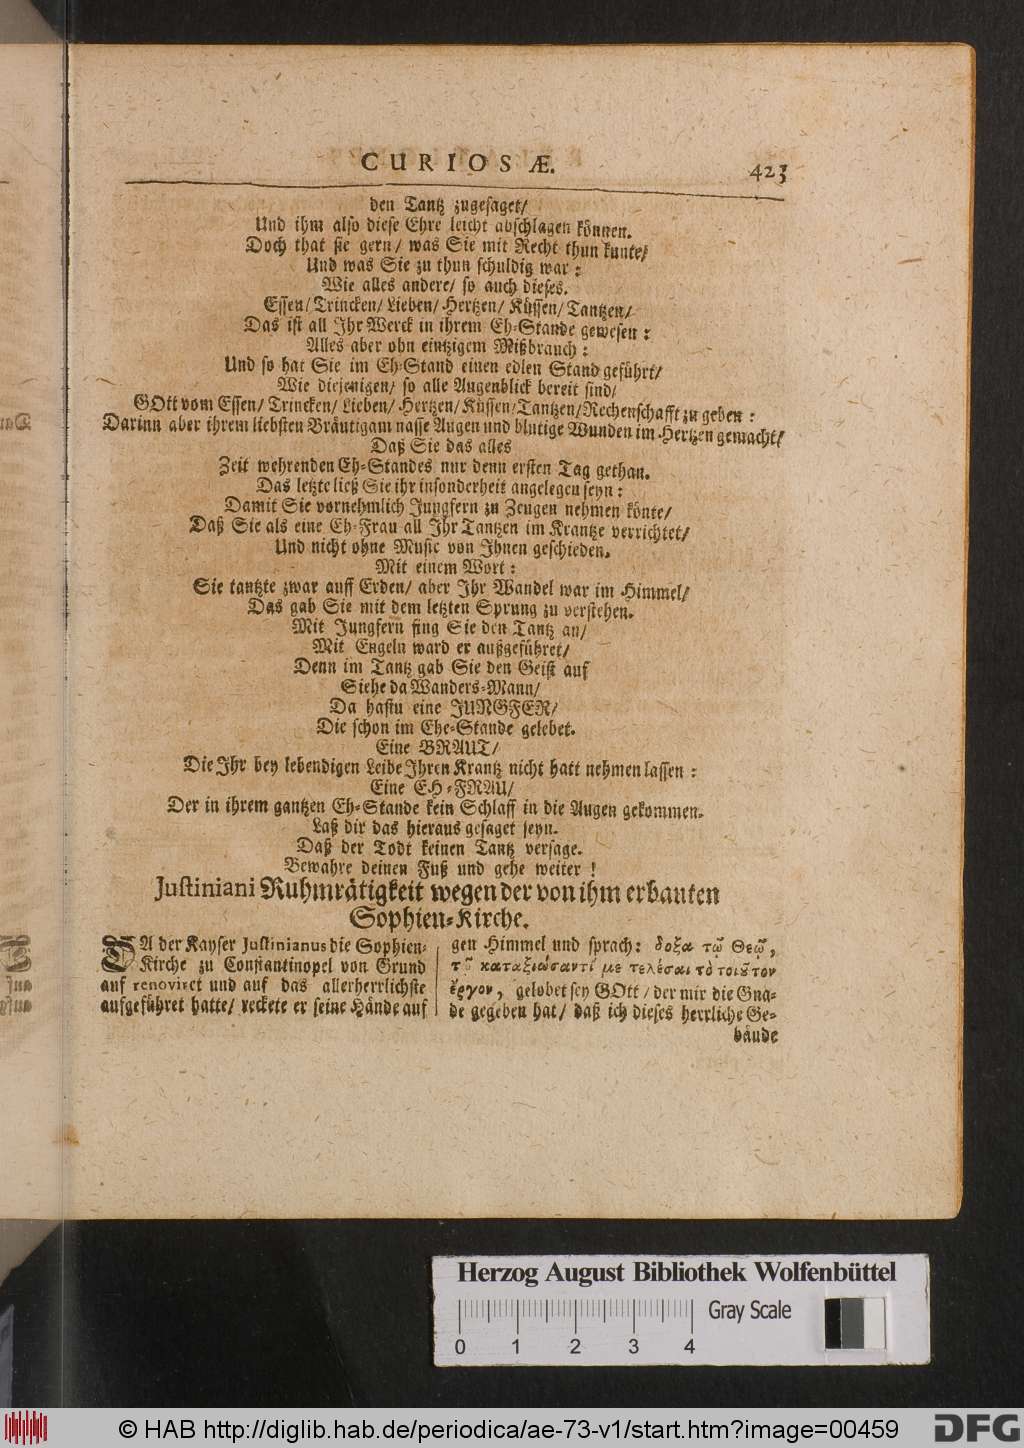 CURIOSÆ. 423
den Tantz zugesaget/
Und ihm also diese Ehre leicht abschlagen können.
Doch that sie gern/ was Sie mit Recht thun kunte/
Und was Sie zu thun schuldig war:
Wie alles andere/ so auch dieses.
Essen/ Trincken/ Lieben/ Hertzen/ Küssen/ Tantzen/
Das ist all Ihr Werck in ihrem Eh-Stande gewesen:
Alles aber ohn eintzigem Mißbrauch:
Und so hat Sie im Eh-Stand einen edlen Stand geführt/
Wie diejenigen/ so alle Augenblick bereit sind/
GOtt vom Essen/ Trincken/ Lieben/ Hertzen/ Küssen/ Tantzen/ Rechenschafft zu geben:
Darinn aber ihrem liebsten Bräutigam nasse Augen und blutige Wunden im Hertzen gemacht/
Daß Sie das alles
Zeit wehrenden Eh-Standes nur denn ersten Tag gethan.
Das letzte ließ Sie ihr insonderheit angelegen seyn:
Damit Sie vornehmlich Jungfern zu Zeugen nehmen könte/
Daß Sie als eine Eh-Frau all Ihr Tantzen im Krantze verrichtet/
Und nicht ohne Music von Ihnen geschieden.
Mit einem Wort:
Sie tantzte zwar auff Erden/ aber Ihr Wandel war im Himmel/
Das gab Sie mit dem letzten Sprung zu verstehen.
Mit Jungfern fing Sie den Tantz an/
Mit Engeln ward er außgeführet/
Denn im Tantz gab Sie den Geist auf
Siehe da Wanders-Mann/
Da hastu eine JUNGFER/
Die schon im Ehe-Stande gelebet.
Eine BRAUT/
Die Ihr bey lebendigen Leibe Ihren Krantz nicht hatt nehmen lassen:
Eine EH-FRAU/
Der in ihrem gantzen Eh-Stande kein Schlaff in die Augen gekommen.
Laß dir das hieraus gesaget seyn.
Daß der Todt keinen Tantz versage.
Bewahre deinen Fuß und gehe weiter!
Justiniani Ruhmrätigkeit wegen der von ihm erbauten
Sophien-Kirche.
DA der Kayser Justinianus die Sophien-
Kirche zu Constantinopel von Grund
auf renoviret und auf das allerherrlichste
aufgeführet hatte/ reckete er seine Hände auf
gen Himmel und sprach: δοξα τῷ Θεῷ,
τῷ καταξιώσαντί με τελέσαι τὸ τοιοῦτον
ἔργον, gelobet sey GOtt/ der mir die Gna-
de gegeben hat/ daß ich dieses herrliche Ge-
bäude
Herzog August Bibliothek Wolfenbüttel
0 1 2 3 4 Gray Scale
© HAB http://diglib.hab.de/periodica/ae-73-v1/start.htm?image=00459
DFG